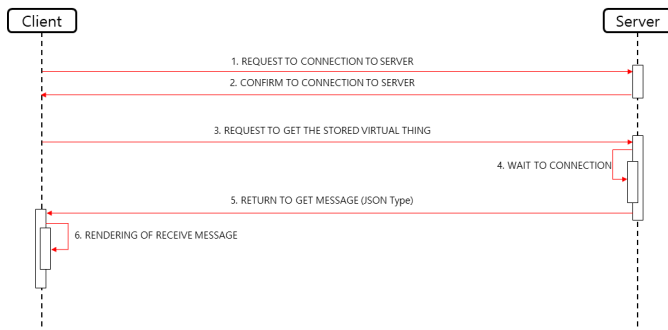 Client
Server
1. REQUEST TO CONNECTION TO SERVER
2. CONFIRM TO CONNECTION TO SERVER
3. REQUEST TO GET THE STORED VIRTUAL THING
4. WAIT TO CONNECTION
5. RETURN TO GET MESSAGE (JSON Type)
6. RENDERING OF RECEIVE MESSAGE